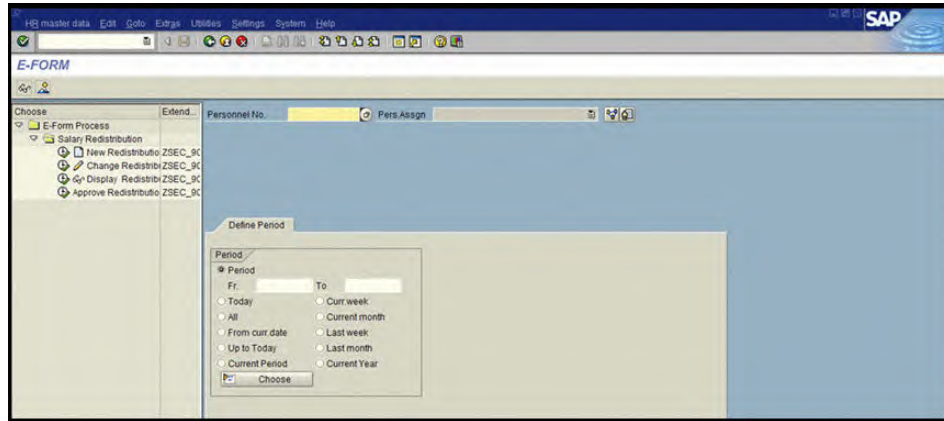 HR master data Edit Goto Extras Utilities Settings System Help
SAP
E-FORM
Choose Extend...
E-Form Process
Salary Redistribution
New Redistributio ZSEC_90
Change Redistrib ZSEC_90
Display Redistrib ZSEC_90
Approve Redistributio ZSEC_90
Personnel No. Pers.Assgn
Define Period
Period
Period
Fr. To
Today Curr.week
All Current month
From curr.date Last week
Up to Today Last month
Current Period Current Year
Choose